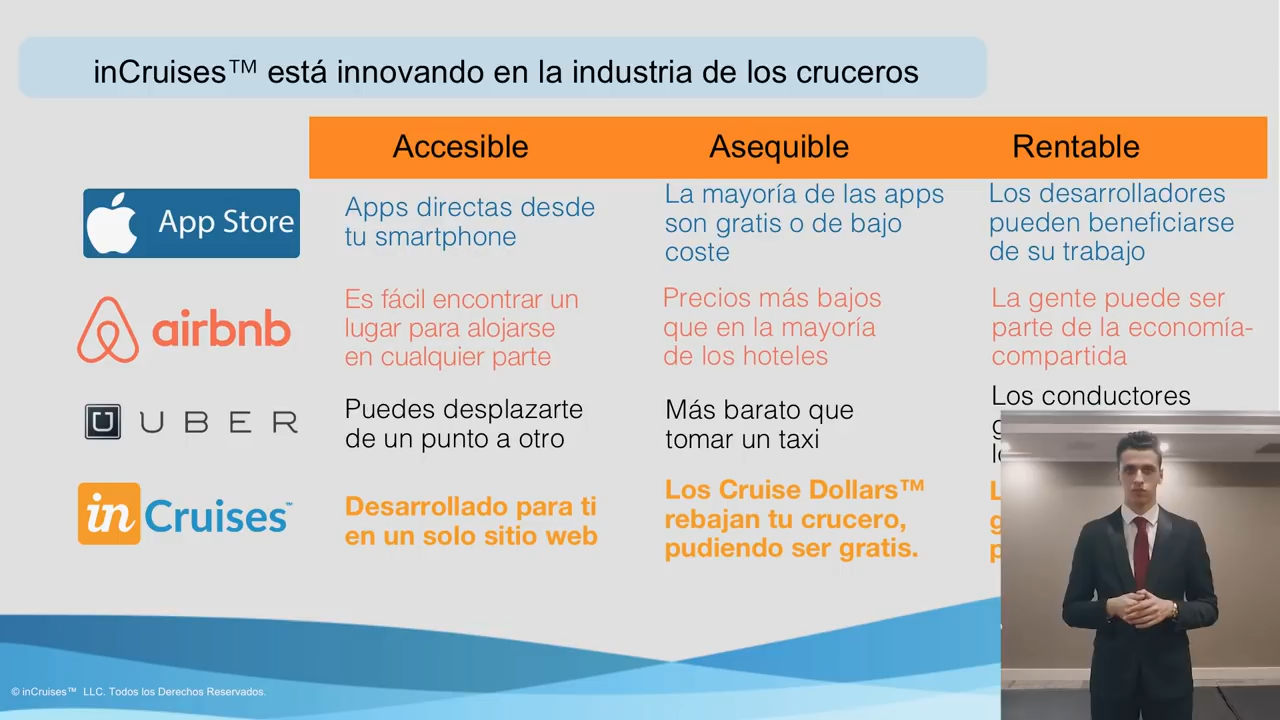 inCruises™ está innovando en la industria de los cruceros
Accesible
Asequible
Rentable
App Store
Apps directas desde
tu smartphone
La mayoría de las apps
son gratis o de bajo
coste
Los desarrolladores
pueden beneficiarse
de su trabajo
airbnb
Es fácil encontrar un
lugar para alojarse
en cualquier parte
Precios más bajos
que en la mayoría
de los hoteles
La gente puede ser
parte de la economía-
compartida
UBER
Puedes desplazarte
de un punto a otro
Más barato que
tomar un taxi
Los conductores
inCruises™
Desarrollado para ti
en un solo sitio web
Los Cruise Dollars™
rebajan tu crucero,
pudiendo ser gratis.
© inCruises™ LLC. Todos los Derechos Reservados.